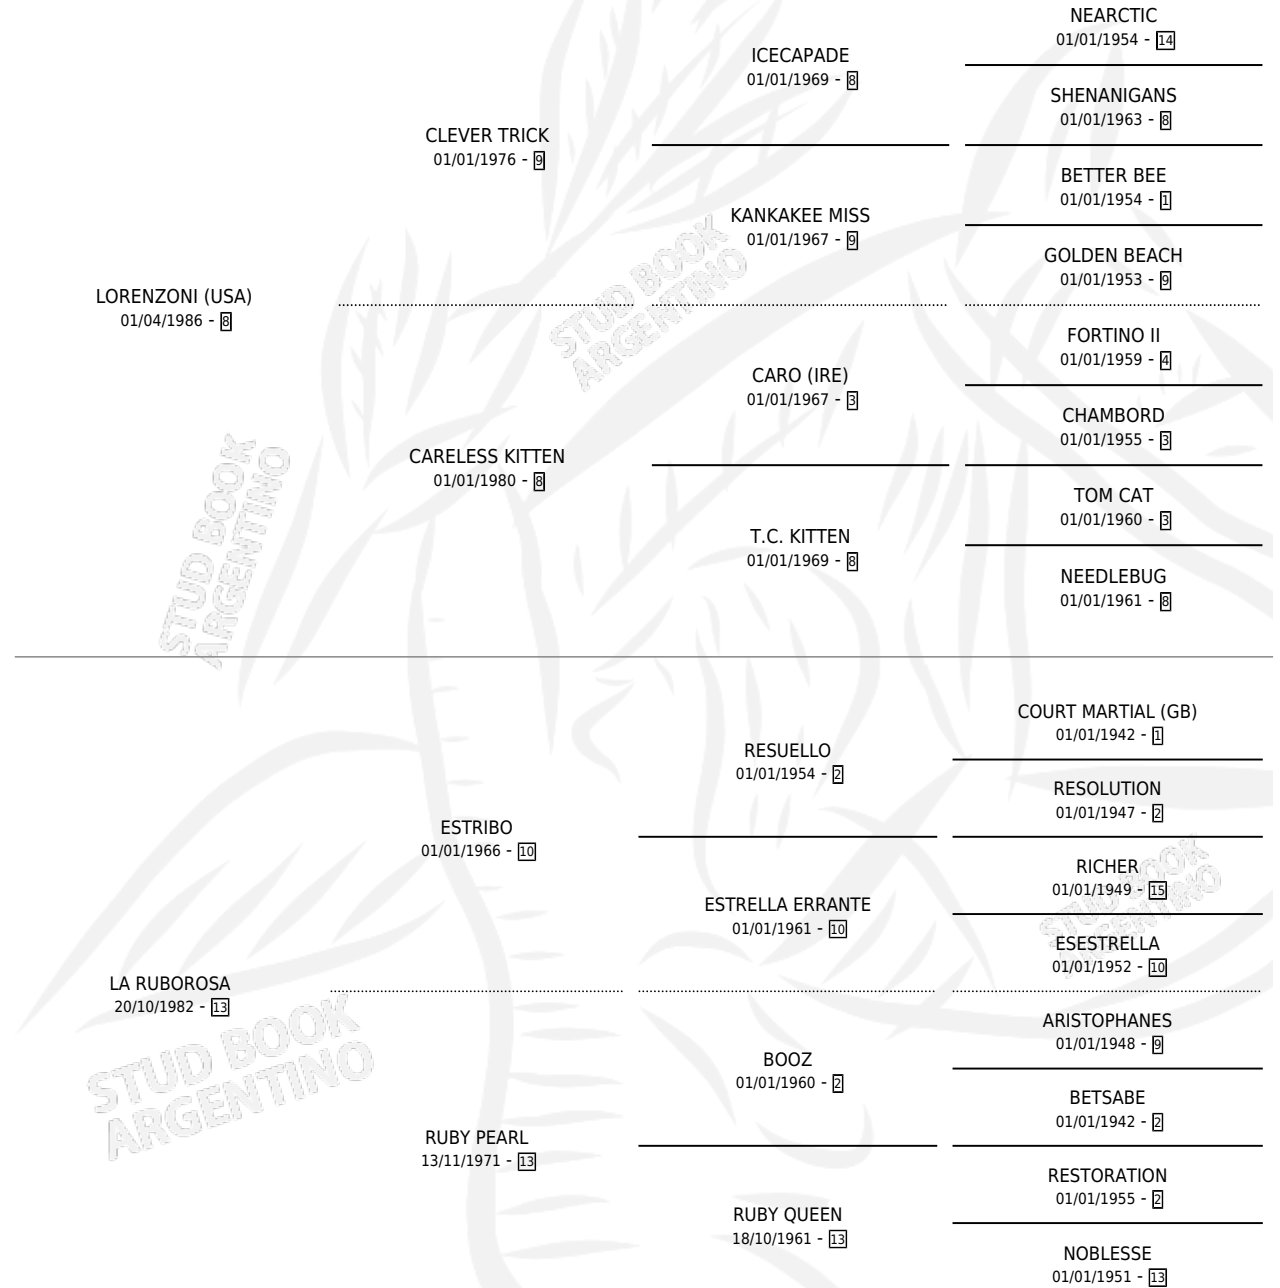 NEARCTIC
01/01/1954 - 14
ICECAPADE
01/01/1969 - 8
SHENANIGANS
01/01/1963 - 8
CLEVER TRICK
01/01/1976 - 9
BETTER BEE
01/01/1954 - 1
KANKAKEE MISS
01/01/1967 - 9
GOLDEN BEACH
01/01/1953 - 9
STUD BOOK
ARGENTINO
LORENZONI (USA)
01/04/1986 - 8
FORTINO II
01/01/1959 - 4
CARO (IRE)
01/01/1967 - 3
CHAMBORD
01/01/1955 - 3
CARELESS KITTEN
01/01/1980 - 8
TOM CAT
01/01/1960 - 3
T.C. KITTEN
01/01/1969 - 8
NEEDLEBUG
01/01/1961 - 8
STUD BOOK
ARGENTINO
COURT MARTIAL (GB)
01/01/1942 - 1
RESUELLO
01/01/1954 - 2
RESOLUTION
01/01/1947 - 2
ESTRIBO
01/01/1966 - 10
RICHER
01/01/1949 - 15
ESTRELLA ERRANTE
01/01/1961 - 10
ESESTRELLA
01/01/1952 - 10
STUD BOOK
ARGENTINO
LA RUBOROSA
20/10/1982 - 13
ARISTOPHANES
01/01/1948 - 9
BOOZ
01/01/1960 - 2
BETSABE
01/01/1942 - 2
STUD BOOK
ARGENTINO
RUBY PEARL
13/11/1971 - 13
RESTORATION
01/01/1955 - 2
RUBY QUEEN
18/10/1961 - 13
NOBLESSE
01/01/1951 - 13